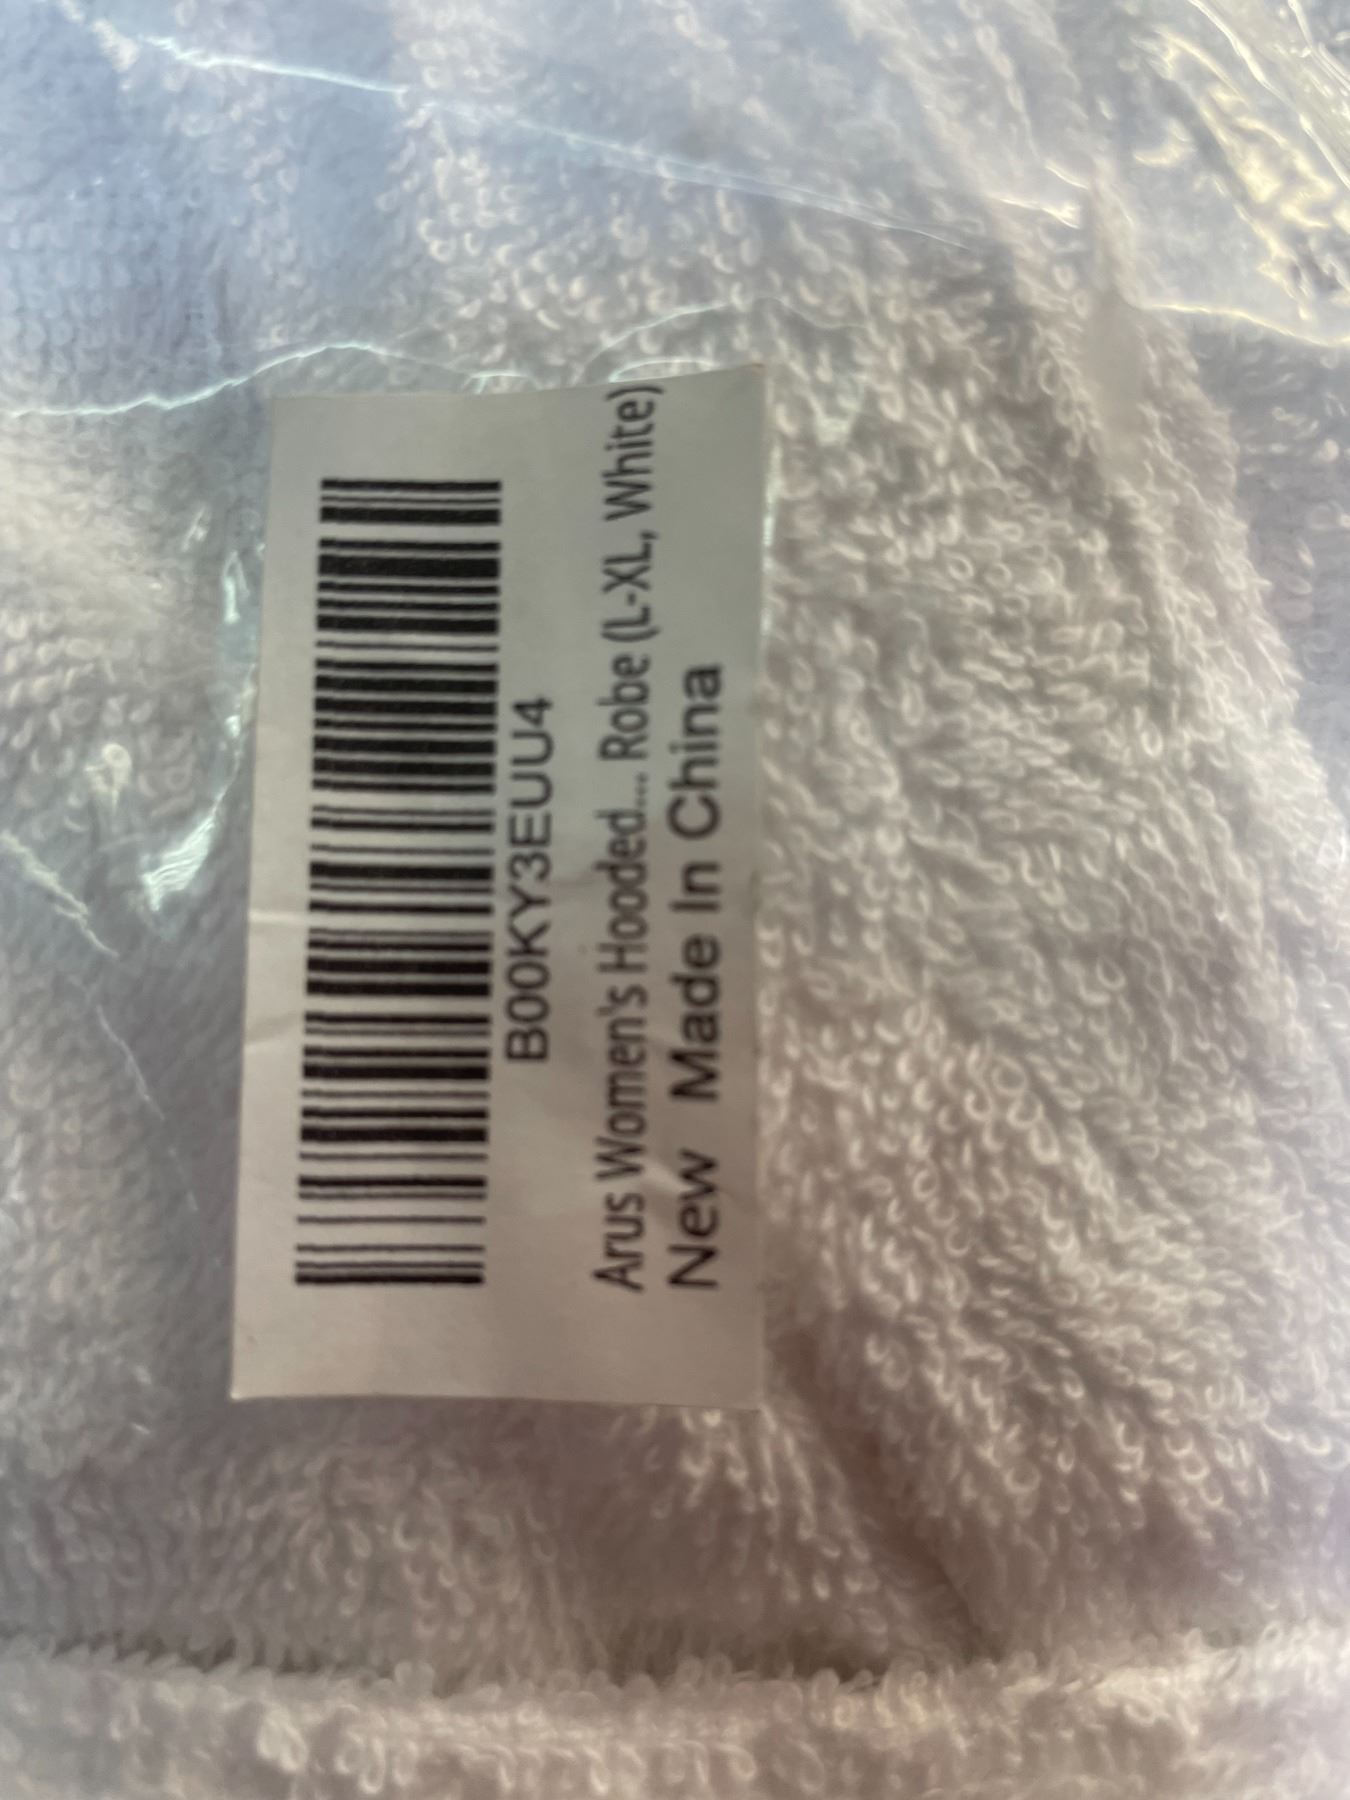 B00KY3EUU4
Arus Women's Hooded.... Robe (L-XL, White)
New Made In China